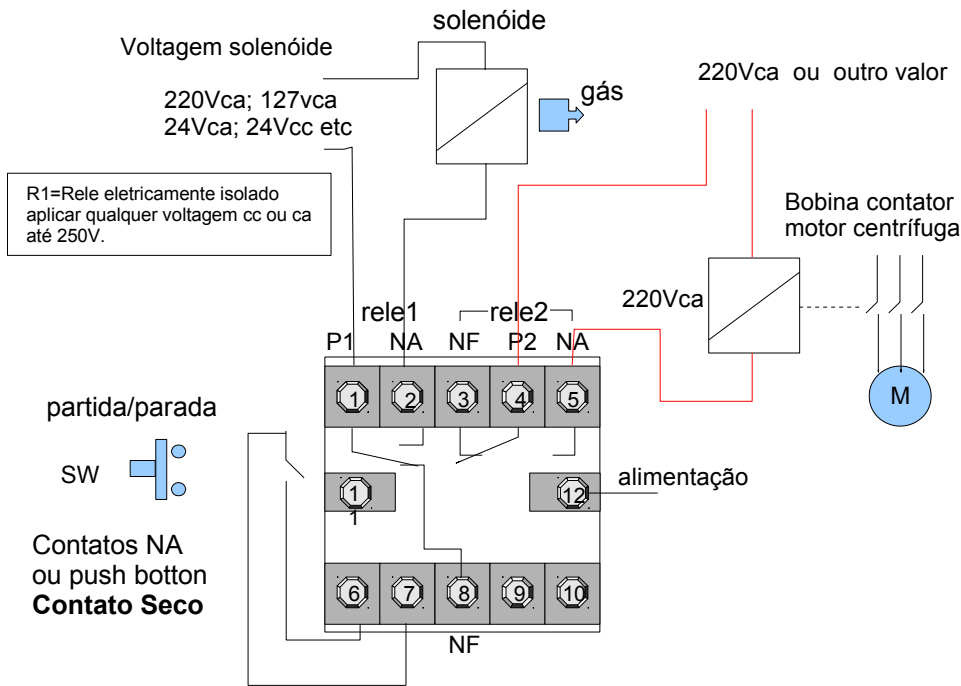 solenóide
Voltagem solenóide
220Vca ou outro valor
gás
220Vca; 127vca
24Vca; 24Vcc etc
R1=Rele eletricamente isolado
aplicar qualquer voltagem cc ou ca
até 250V.
Bobina contator
motor centrífuga
220Vca
rele1
rele2
P1 NA NF P2 NA
1 2 3 4 5
M
partida/parada
SW
11
12
alimentação
Contatos NA
ou push botton
Contato Seco
6 7 8 9 10
NF